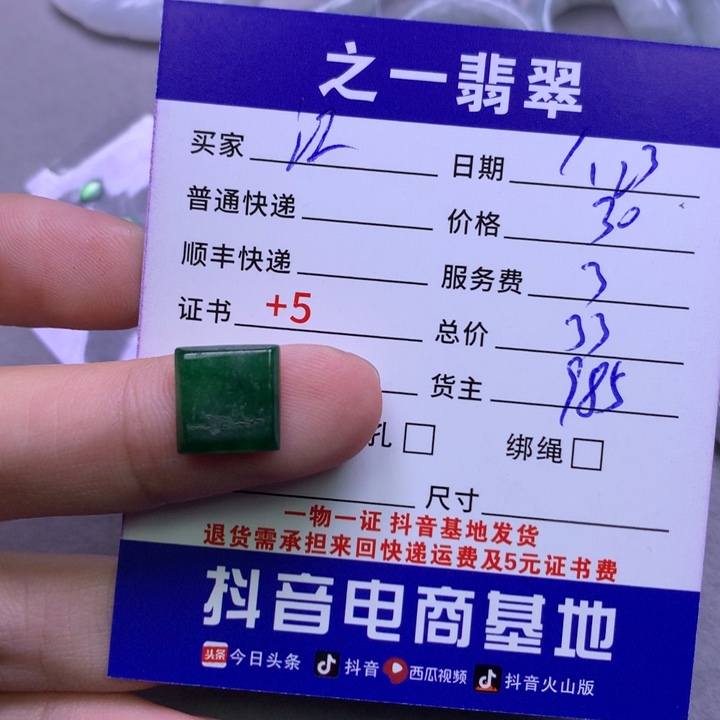 之一翡翠
买家 日期
普通快递 价格 30
顺丰快递 服务费 3
证书 +5 总价 33
货主 985
孔 绑绳
尺寸
一物一证 抖音基地发货
退货需承担来回快递运费及5元证书费
抖音电商基地
头条 今日头条 抖音 西瓜视频 抖音火山版